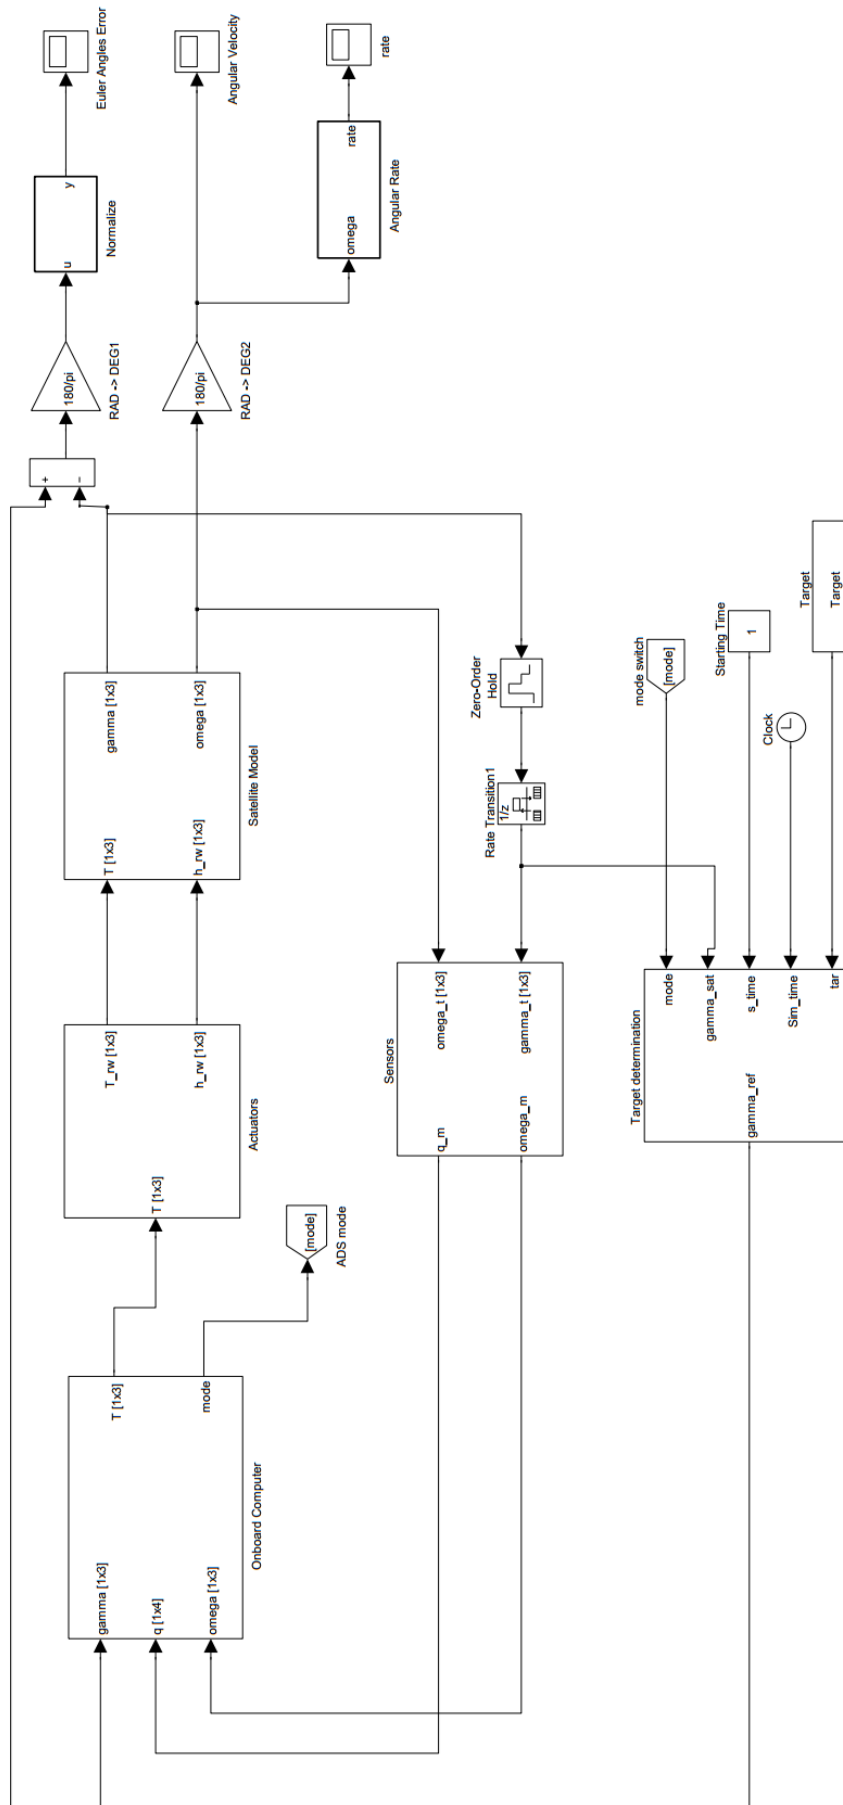 Euler Angles Error
Angular Velocity
rate
y
u
Normalize
rate
omega
Angular Rate
180/pi
RAD -> DEG1
180/pi
RAD -> DEG2
+
−
gamma [1x3]
omega [1x3]
T [1x3]
h_rw [1x3]
Satellite Model
Zero-Order
Hold
Rate Transition1
1/z
mode switch
[mode]
Starting Time
1
Clock
Target
Target
T_rw [1x3]
h_rw [1x3]
T [1x3]
Actuators
Sensors
omega_t [1x3]
gamma_t [1x3]
q_m
omega_m
Target determination
mode
gamma_sat
s_time
Sim_time
tar
gamma_ref
[mode]
ADS mode
T [1x3]
mode
gamma [1x3]
q [1x4]
omega [1x3]
Onboard Computer